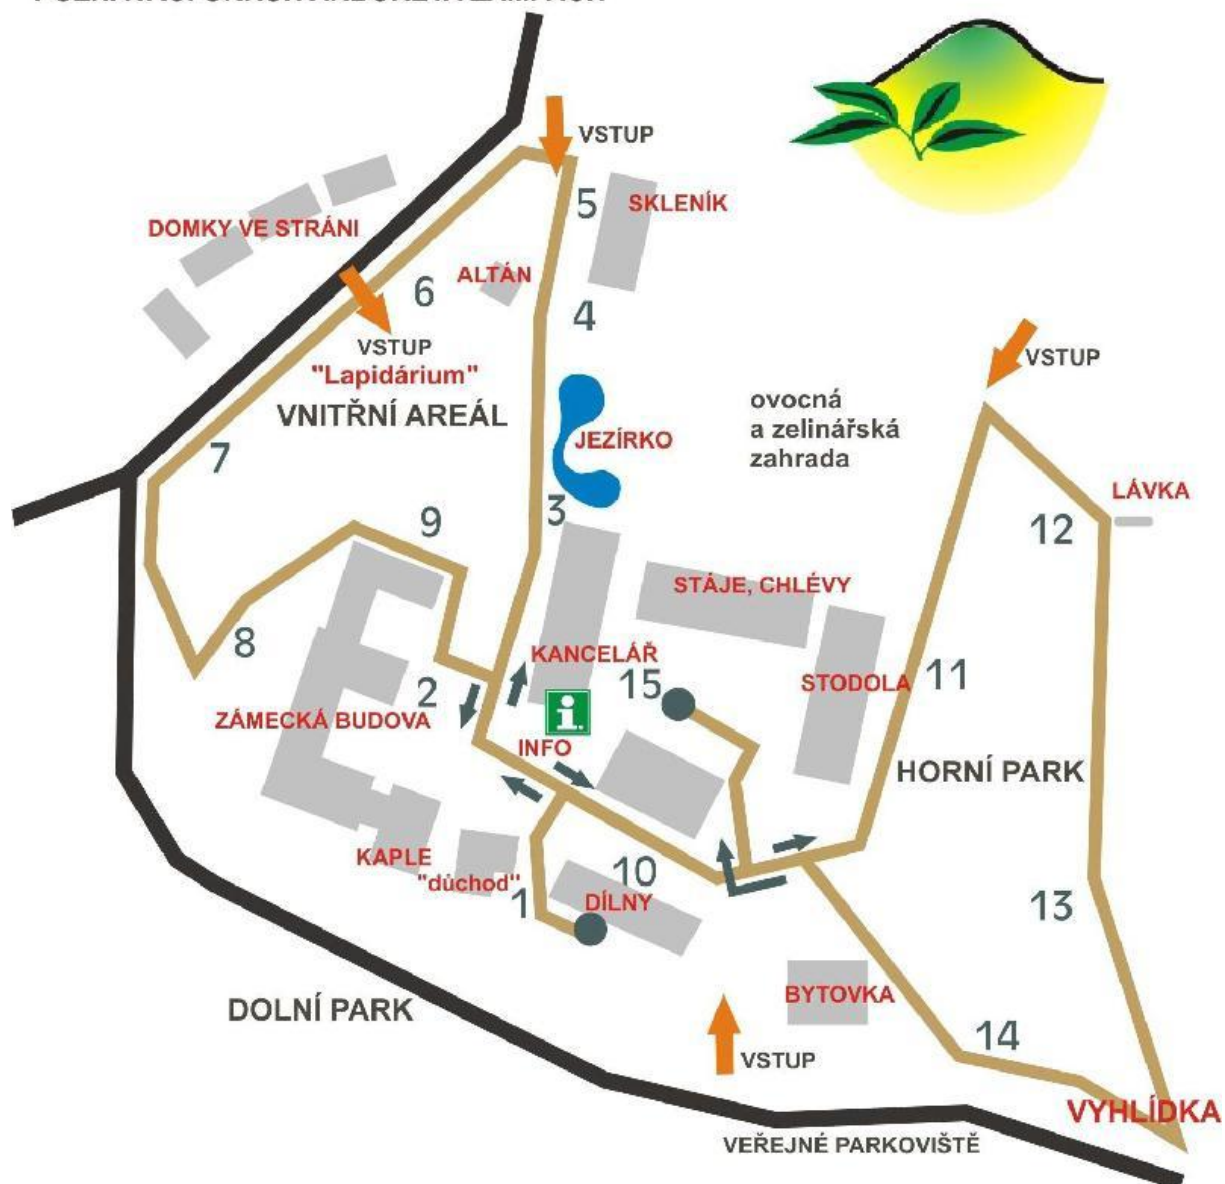 VSTUP
5
SKLENÍK
DOMKY VE STRÁNI
ALTÁN
6
4
VSTUP
"Lapidárium"
VNITŘNÍ AREÁL
VSTUP
ovocná
a zelinářská
zahrada
JEZÍRKO
7
LÁVKA
3
9
12
STÁJE, CHLÉVY
8
KANCELÁŘ
2
15
STODOLA
11
ZÁMECKÁ BUDOVA
i
INFO
HORNÍ PARK
KAPLE
"důchod"
10
1
DÍLNY
13
BYTOVKA
DOLNÍ PARK
14
VSTUP
VYHLÍDKA
VEŘEJNÉ PARKOVIŠTĚ